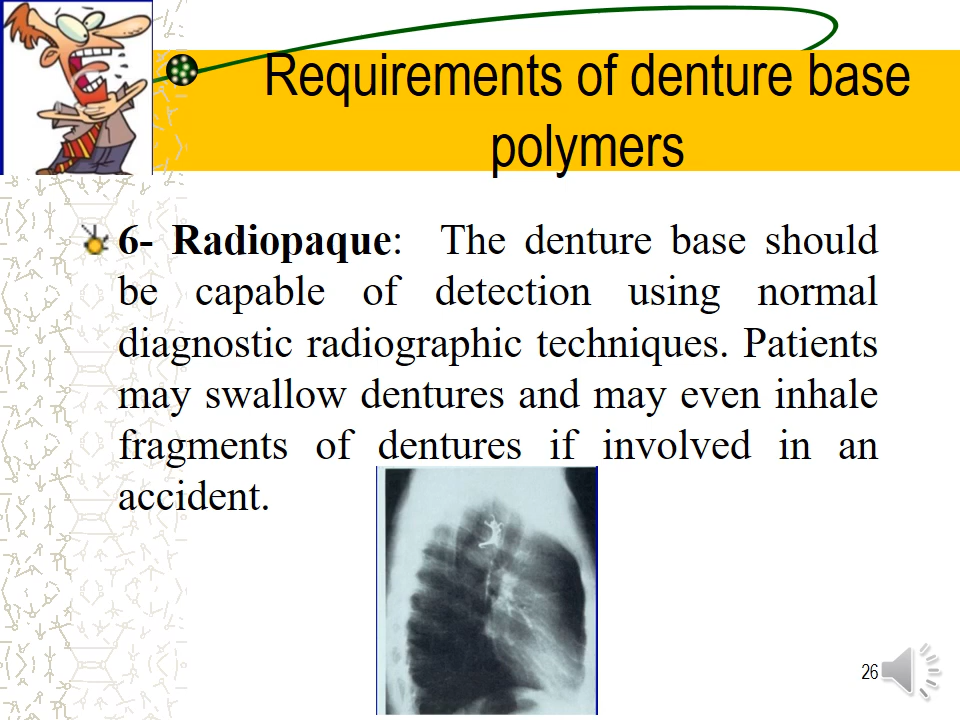 Requirements of denture base
polymers
6- Radiopaque: The denture base should
be capable of detection using normal
diagnostic radiographic techniques. Patients
may swallow dentures and may even inhale
fragments of dentures if involved in an
accident.
26